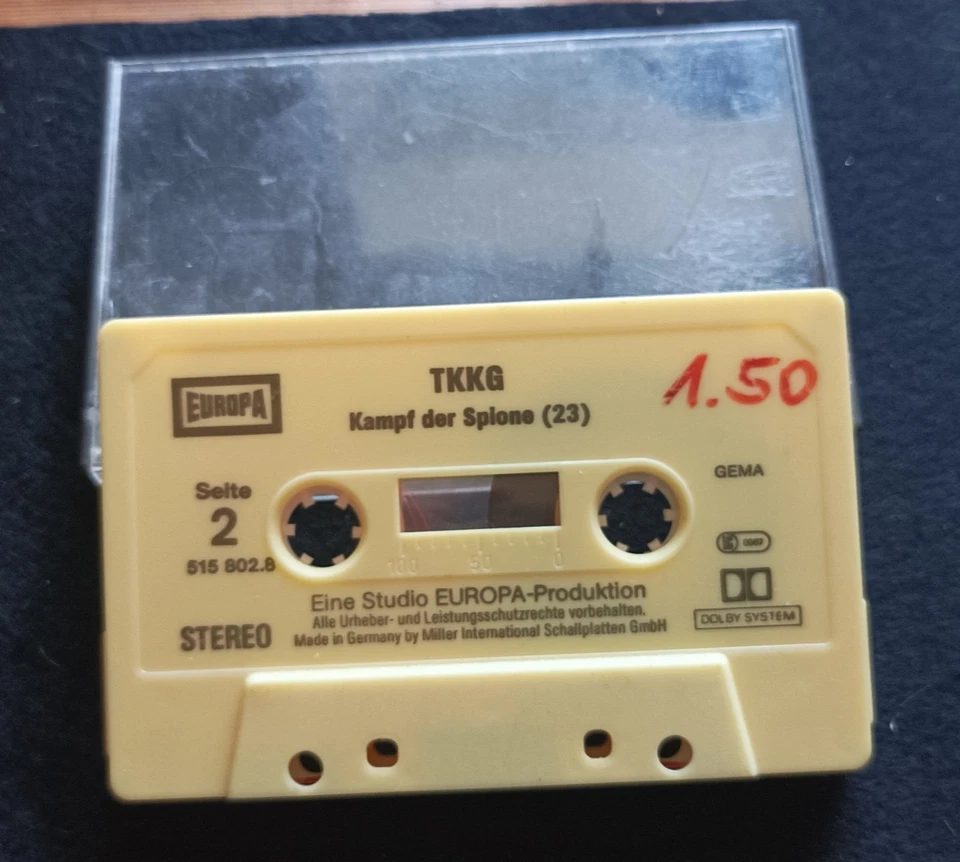 EUROPA
TKKG
Kampf der Spione (23)
1.50
GEMA
Seite
2
515 802.8
STEREO
100 50 0
Eine Studio EUROPA-Produktion
Alle Urheber- und Leistungsschutzrechte vorbehalten.
Made in Germany by Miller International Schallplatten GmbH
DOLBY SYSTEM